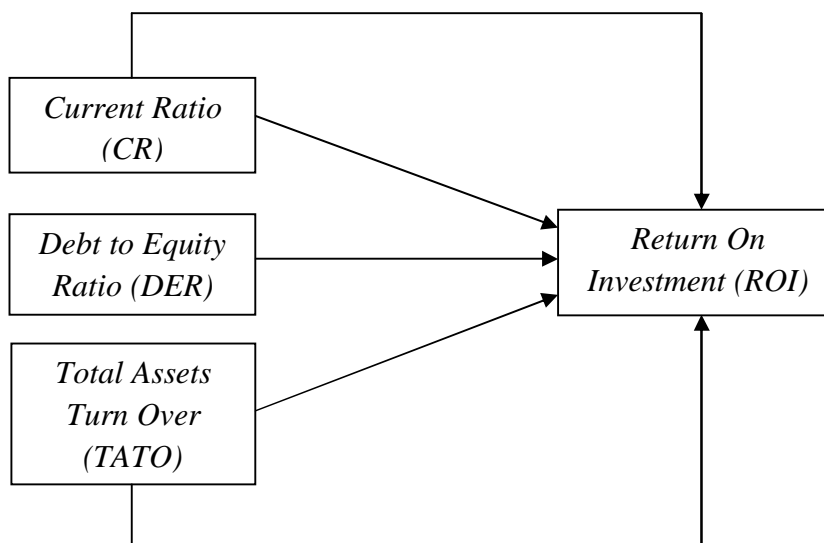 Current Ratio
(CR)
Debt to Equity
Ratio (DER)
Return On
Investment (ROI)
Total Assets
Turn Over
(TATO)